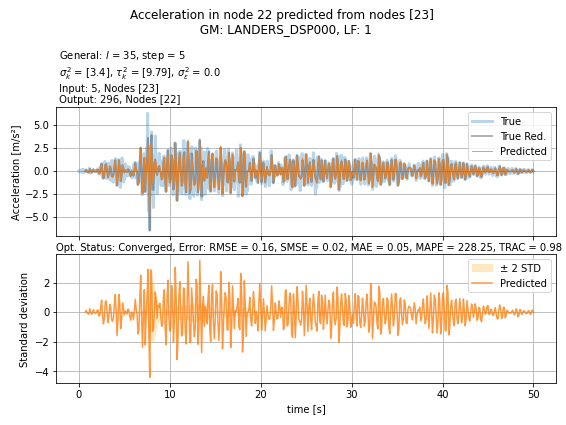 Acceleration in node 22 predicted from nodes [23]
GM: LANDERS_DSP000, LF: 1
General: l = 35, step = 5
σ²ₖ = [3.4], τ²ₖ = [9.79], σ²ε = 0.0
Input: 5, Nodes [23]
Output: 296, Nodes [22]
Acceleration [m/s²]
5.0
2.5
0.0
−2.5
−5.0
True
True Red.
Predicted
Opt. Status: Converged, Error: RMSE = 0.16, SMSE = 0.02, MAE = 0.05, MAPE = 228.25, TRAC = 0.98
Standard deviation
2
0
−2
−4
± 2 STD
Predicted
0 10 20 30 40 50
time [s]